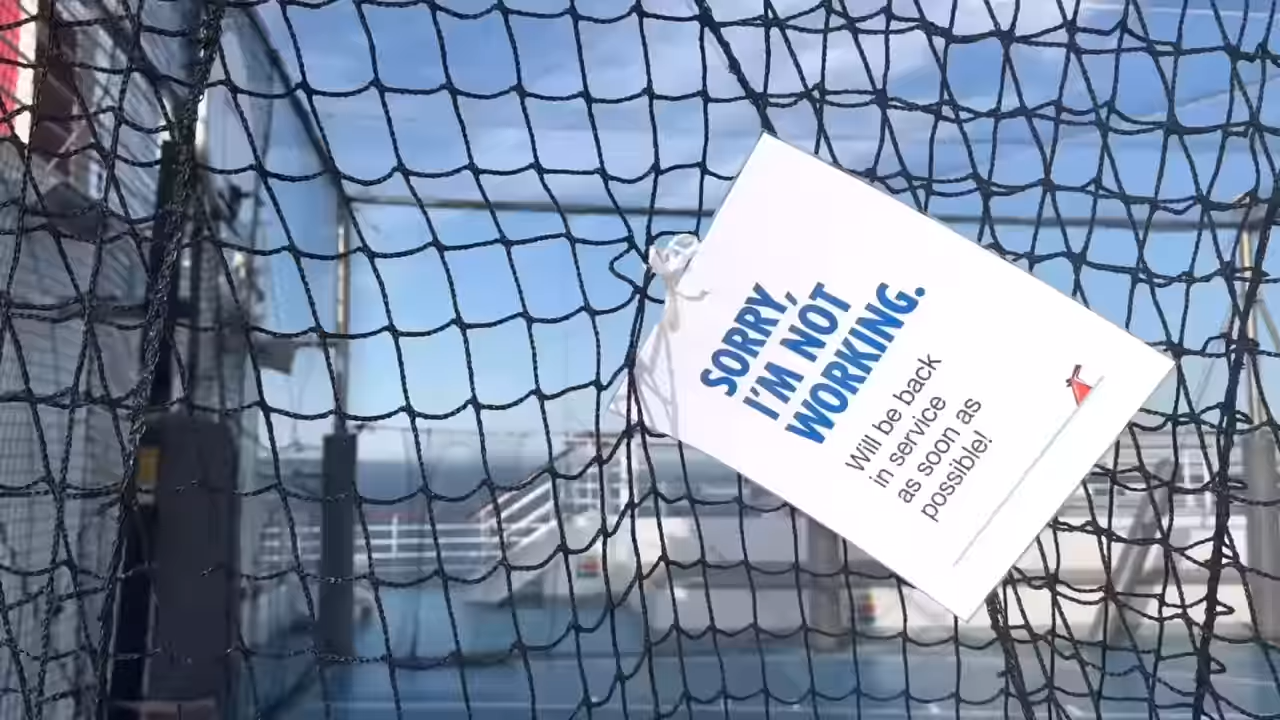 SORRY,
I'M NOT
WORKING.
Will be back
in service
as soon as
possible!